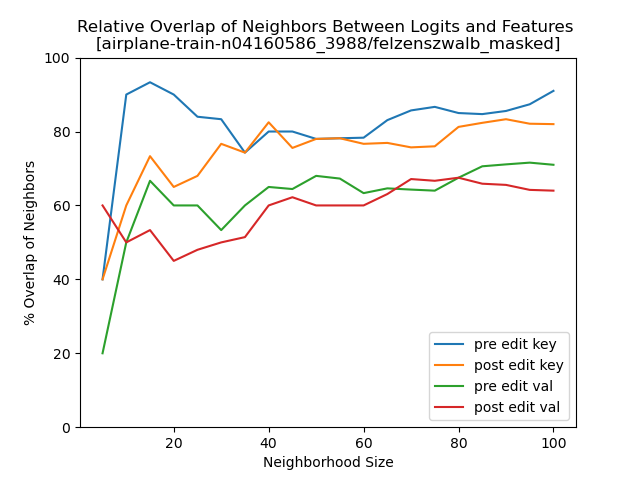 Relative Overlap of Neighbors Between Logits and Features
[airplane-train-n04160586_3988/felzenszwalb_masked]
100
80
60
40
20
0
% Overlap of Neighbors
20 40 60 80 100
Neighborhood Size
pre edit key
post edit key
pre edit val
post edit val